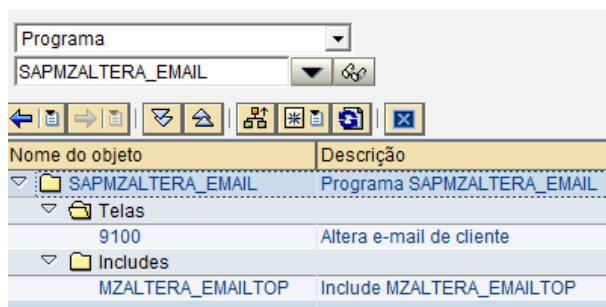 Programa
SAPMZALTERA_EMAIL
Nome do objeto Descrição
SAPMZALTERA_EMAIL Programa SAPMZALTERA_EMAIL
Telas
9100 Altera e-mail de cliente
Includes
MZALTERA_EMAILTOP Include MZALTERA_EMAILTOP